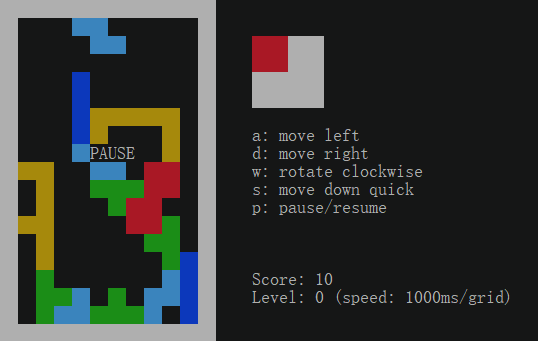 PAUSE
a: move left
d: move right
w: rotate clockwise
s: move down quick
p: pause/resume
Score: 10
Level: 0 (speed: 1000ms/grid)